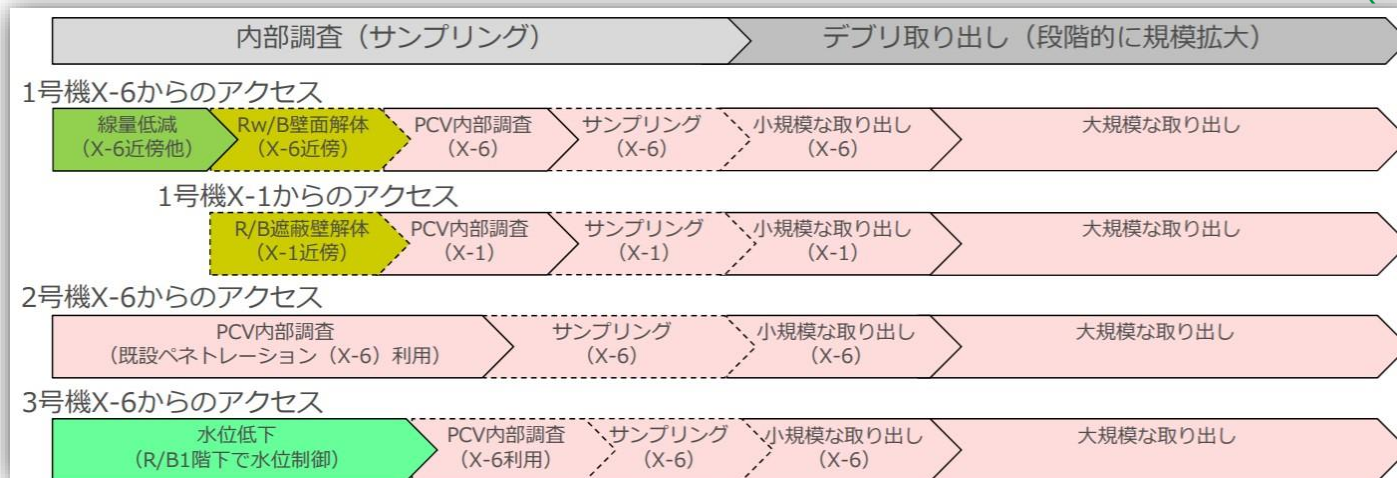 内部調査（サンプリング）
デブリ取り出し（段階的に規模拡大）
1号機X-6からのアクセス
線量低減
（X-6近傍他）
Rw/B壁面解体
（X-6近傍）
PCV内部調査
（X-6）
サンプリング
（X-6）
小規模な取り出し
（X-6）
大規模な取り出し
1号機X-1からのアクセス
R/B遮蔽壁解体
（X-1近傍）
PCV内部調査
（X-1）
サンプリング
（X-1）
小規模な取り出し
（X-1）
大規模な取り出し
2号機X-6からのアクセス
PCV内部調査
（既設ペネトレーション（X-6）利用）
サンプリング
（X-6）
小規模な取り出し
（X-6）
大規模な取り出し
3号機X-6からのアクセス
水位低下
（R/B1階下で水位制御）
PCV内部調査
（X-6利用）
サンプリング
（X-6）
小規模な取り出し
（X-6）
大規模な取り出し